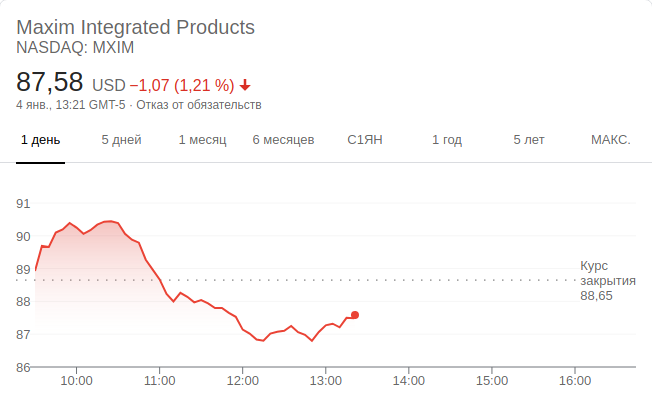 Maxim Integrated Products
NASDAQ: MXIM
87,58 USD −1,07 (1,21 %)
4 янв., 13:21 GMT-5 · Отказ от обязательств
1 день 5 дней 1 месяц 6 месяцев С1ЯН 1 год 5 лет МАКС.
91
90
89
88
87
86
Курс
закрытия
88,65
10:00 11:00 12:00 13:00 14:00 15:00 16:00